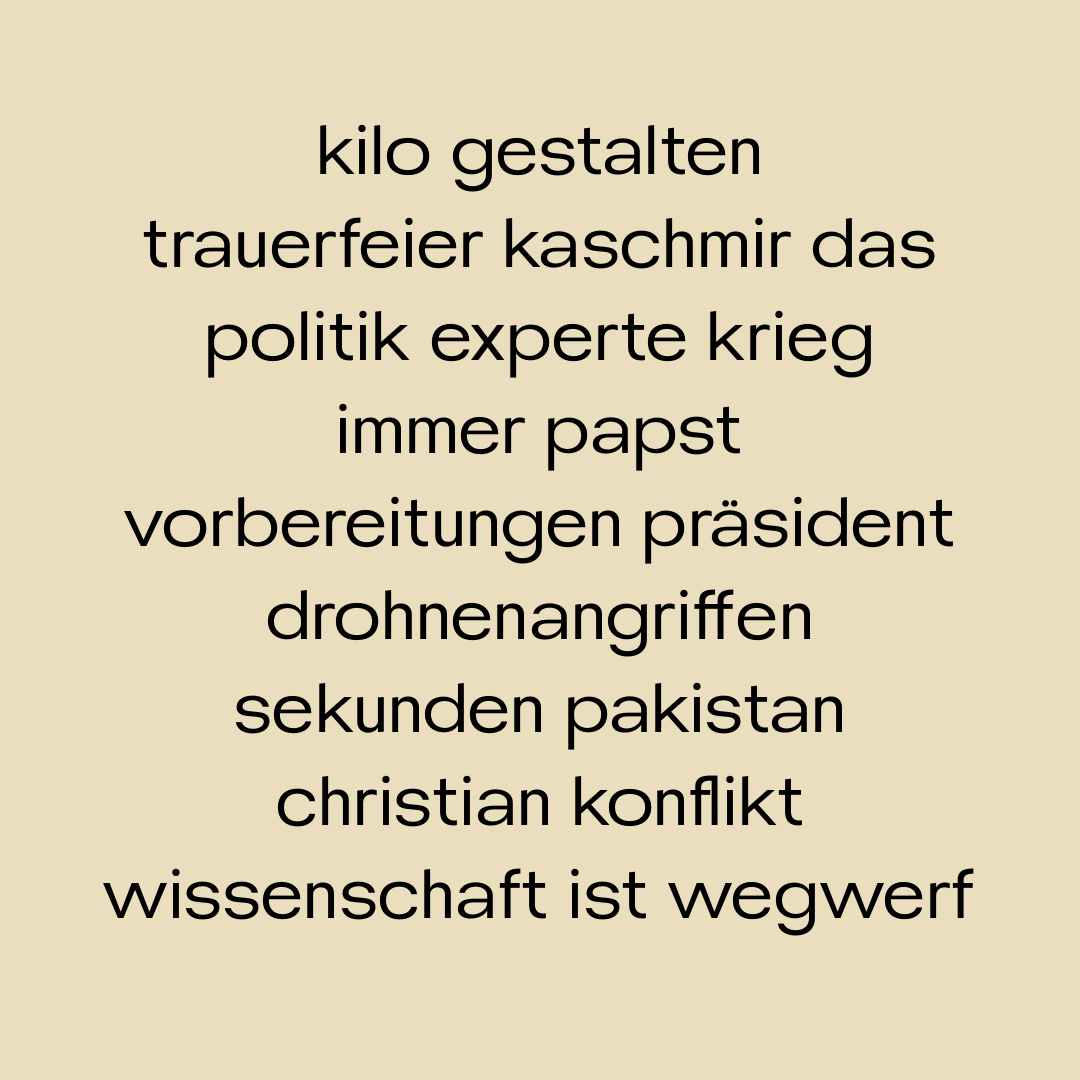 kilo gestalten
trauerfeier kaschmir das
politik experte krieg
immer papst
vorbereitungen präsident
drohnenangriffen
sekunden pakistan
christian konflikt
wissenschaft ist wegwerf